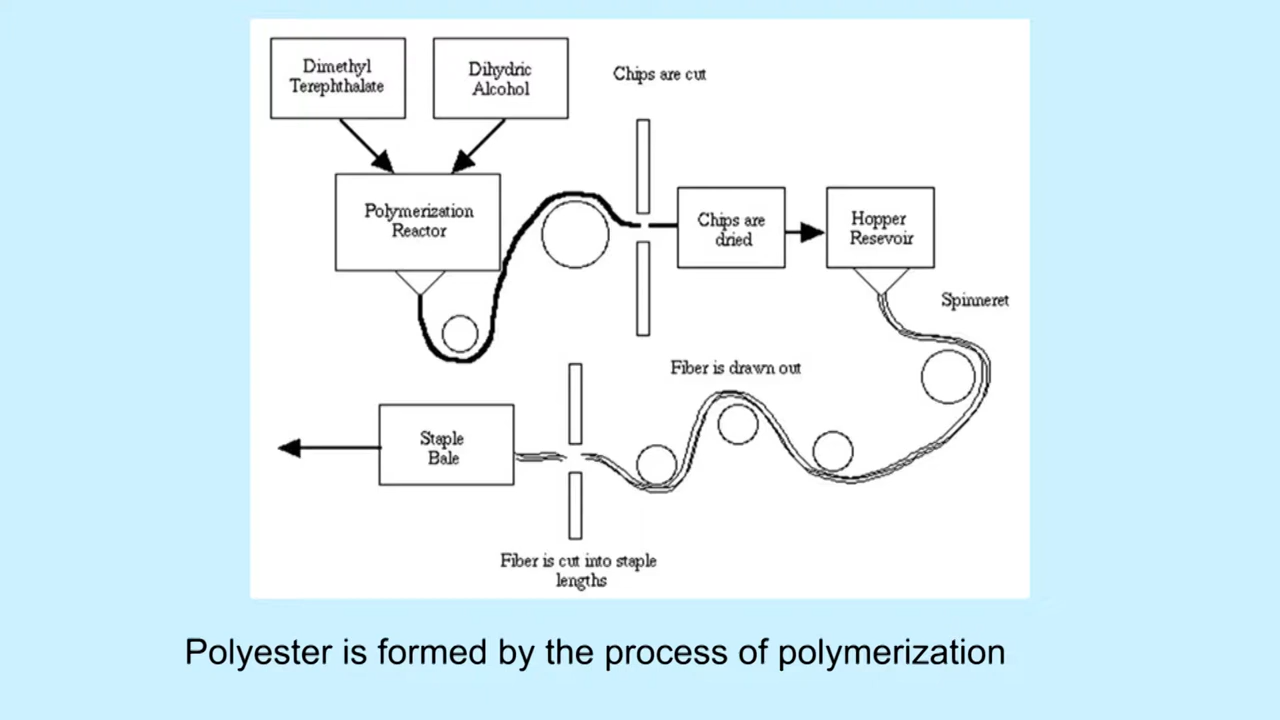 Dimethyl
Terephthalate
Dihydric
Alcohol
Chips are cut
Polymerization
Reactor
Chips are
dried
Hopper
Resevoir
Spinneret
Fiber is drawn out
Staple
Bale
Fiber is cut into staple
lengths
Polyester is formed by the process of polymerization